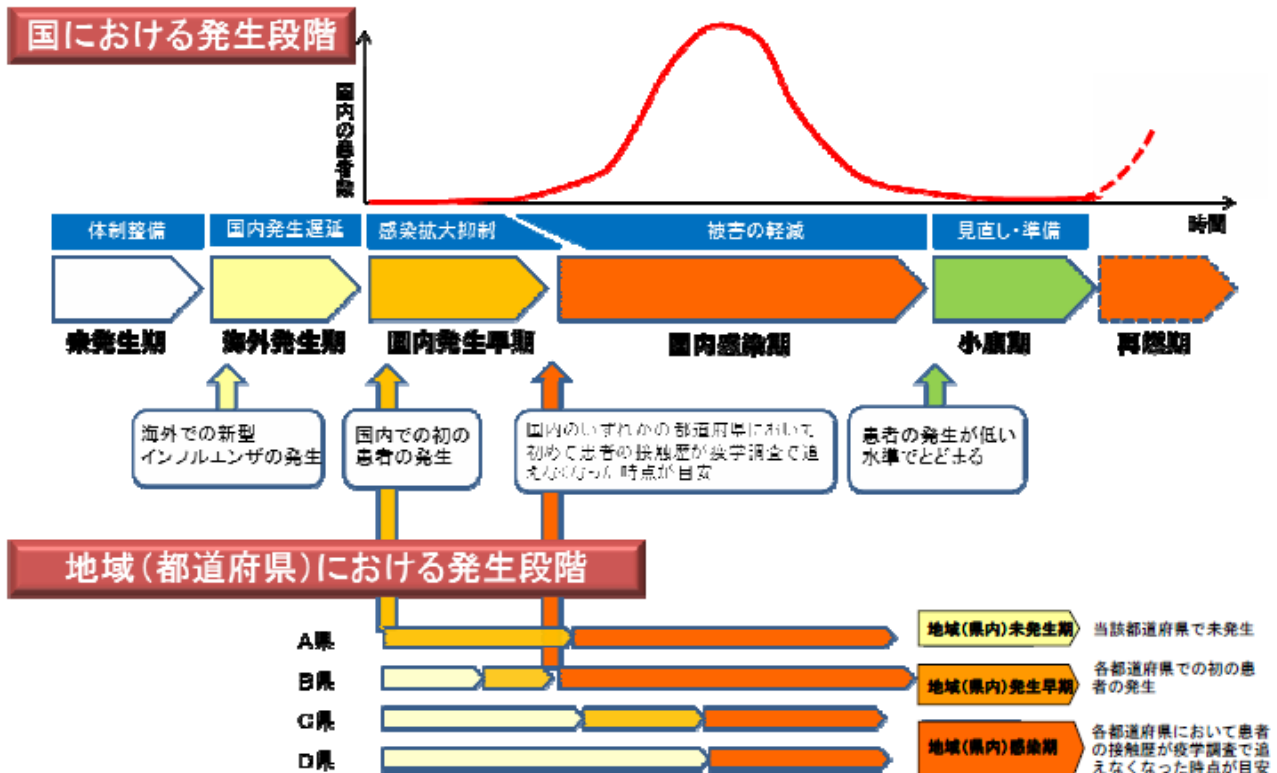 国における発生段階
国内の患者数
時間
体制整備
国内発生遅延
感染拡大抑制
被害の軽減
見直し・準備
未発生期
海外発生期
国内発生早期
国内感染期
小康期
再燃期
海外での新型
インフルエンザの発生
国内での初の
患者の発生
国内のいずれかの都道府県において
初めて患者の接触歴が疫学調査で追
えなくなった時点が目安
患者の発生が低い
水準でとどまる
地域(都道府県)における発生段階
A県
B県
C県
D県
地域(県内)未発生期
当該都道府県で未発生
地域(県内)発生早期
各都道府県での初の患
者の発生
地域(県内)感染期
各都道府県において患者
の接触歴が疫学調査で追
えなくなった時点が目安